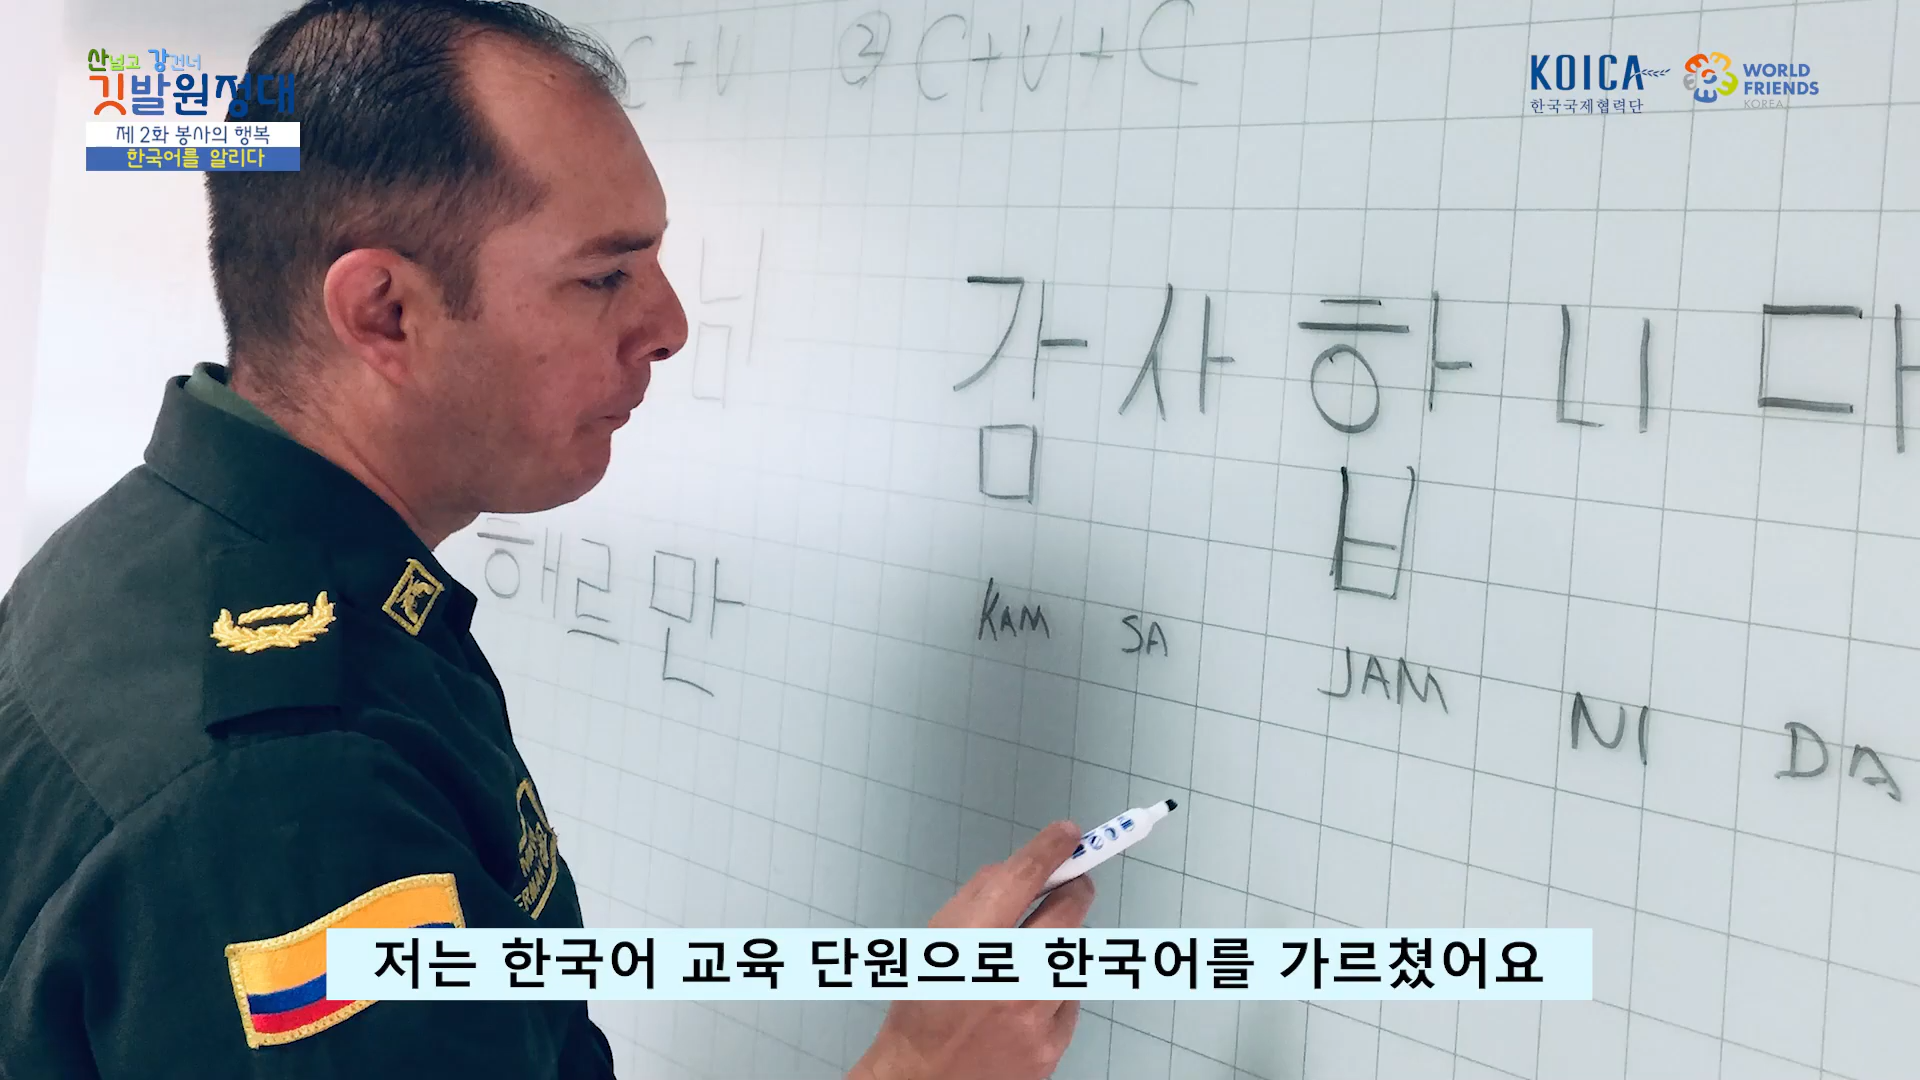 산넘고 강건너
깃발원정대
제 2화 봉사의 행복
한국어를 알리다
KOICA
한국국제협력단
WORLD
FRIENDS
KOREA
C+V ② C+V+C
님
감사합니다
해르만
KAM SA JAM NI DA
저는 한국어 교육 단원으로 한국어를 가르쳤어요